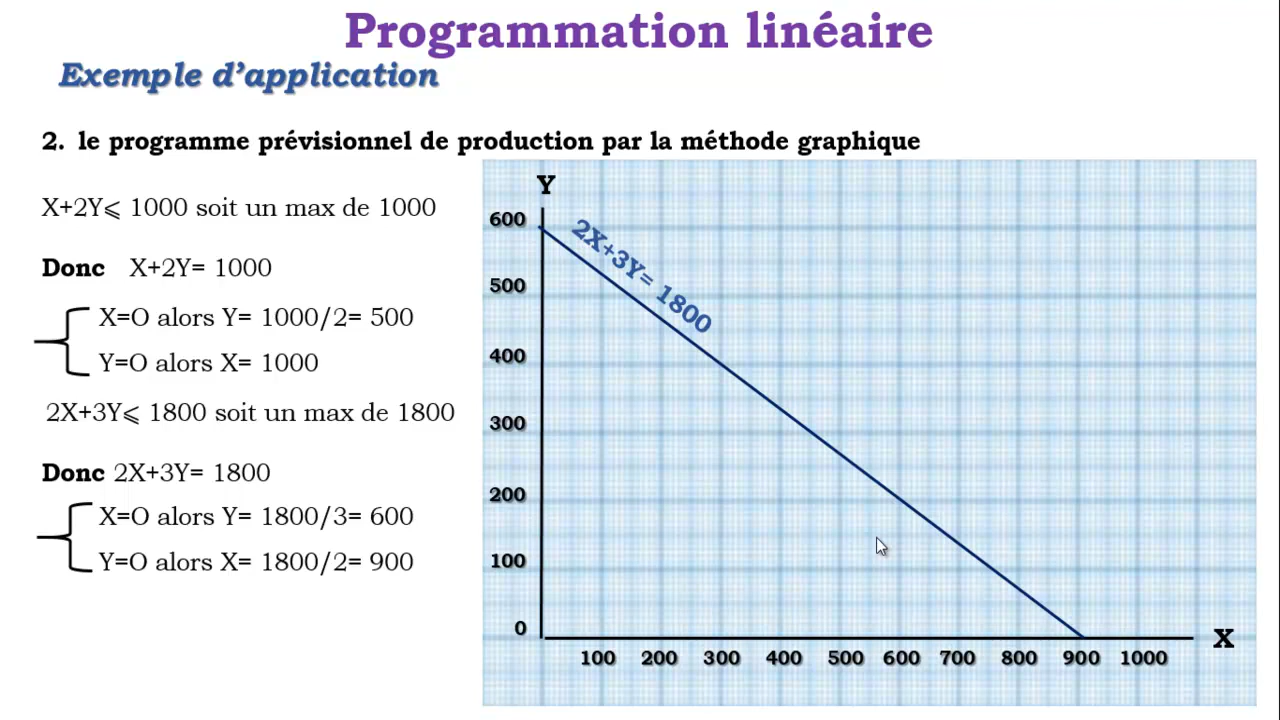 Programmation linéaire
Exemple d'application
2. le programme prévisionnel de production par la méthode graphique
X+2Y⩽ 1000 soit un max de 1000
Donc X+2Y= 1000
X=O alors Y= 1000/2= 500
Y=O alors X= 1000
2X+3Y⩽ 1800 soit un max de 1800
Donc 2X+3Y= 1800
X=O alors Y= 1800/3= 600
Y=O alors X= 1800/2= 900
Y
600
500
400
300
200
100
0
2X+3Y= 1800
100 200 300 400 500 600 700 800 900 1000
X